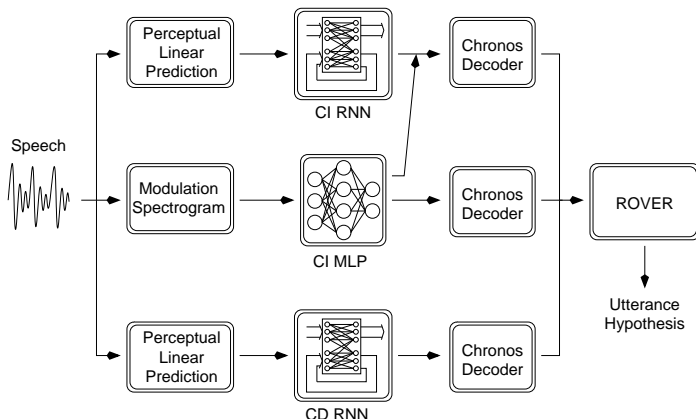 Speech
Perceptual
Linear
Prediction
CI RNN
Chronos
Decoder
Modulation
Spectrogram
CI MLP
Chronos
Decoder
ROVER
Utterance
Hypothesis
Perceptual
Linear
Prediction
CD RNN
Chronos
Decoder